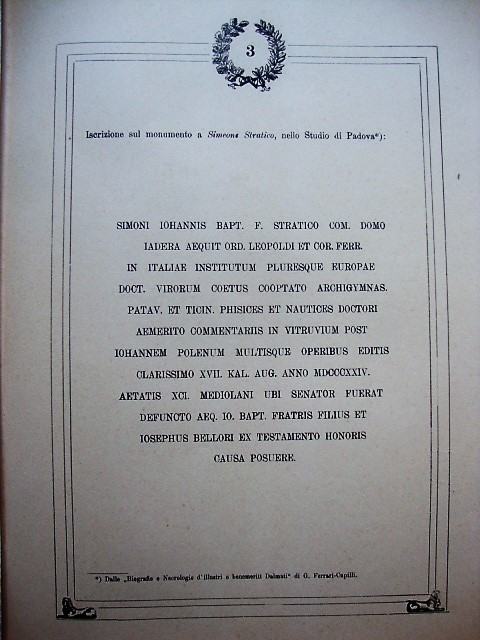 3
Iscrizione sul monumento a Simeone Stratico, nello Studio di Padova*):
SIMONI IOHANNIS BAPT. F. STRATICO COM. DOMO
IADERA AEQUIT ORD. LEOPOLDI ET COR. FERR.
IN ITALIAE INSTITUTUM PLURESQUE EUROPAE
DOCT. VIRORUM COETUS COOPTATO ARCHIGYMNAS.
PATAV. ET TICIN. PHISICES ET NAUTICES DOCTORI
AEMERITO COMMENTARIIS IN VITRUVIUM POST
IOHANNEM POLENUM MULTISQUE OPERIBUS EDITIS
CLARISSIMO XVII. KAL. AUG. ANNO MDCCCXXIV.
AETATIS XCI. MEDIOLANI UBI SENATOR FUERAT
DEFUNCTO AEQ. IO. BAPT. FRATRIS FILIUS ET
IOSEPHUS BELLORI EX TESTAMENTO HONORIS
CAUSA POSUERE.
*) Dalle „Biografie e Necrologie d'illustri e benemeriti Dalmati" di G. Ferrari-Cupilli.